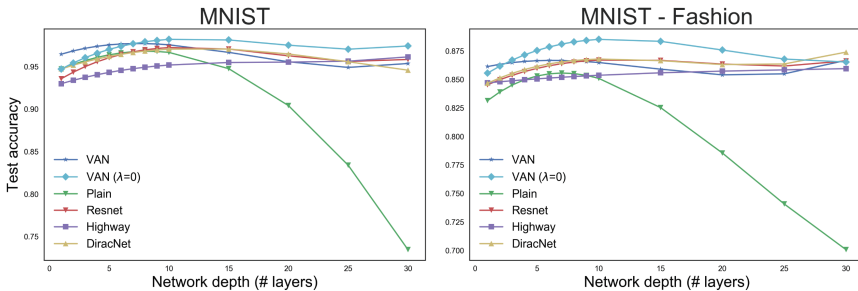 MNIST
Test accuracy
0.95
0.90
0.85
0.80
0.75
VAN
VAN (λ=0)
Plain
Resnet
Highway
DiracNet
0 5 10 15 20 25 30
Network depth (# layers)
MNIST - Fashion
0.875
0.850
0.825
0.800
0.775
0.750
0.725
0.700
VAN
VAN (λ=0)
Plain
Resnet
Highway
DiracNet
0 5 10 15 20 25 30
Network depth (# layers)